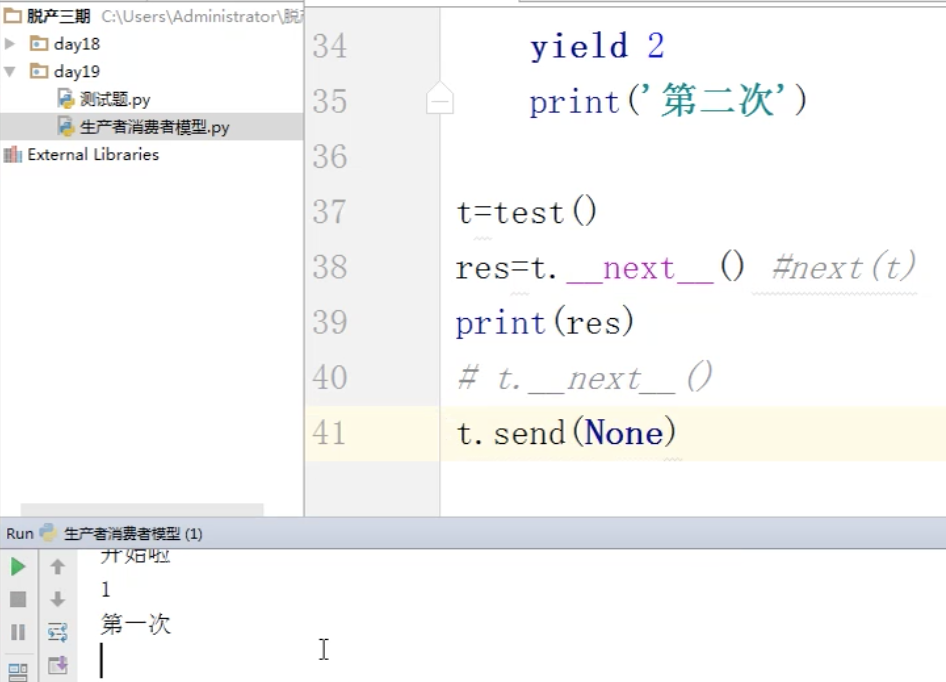 脱产三期 C:\Users\Administrator\脱产
day18
day19
测试题.py
生产者消费者模型.py
External Libraries
34 yield 2
35 print('第二次')
36
37 t=test()
38 res=t.__next__() #next(t)
39 print(res)
40 # t.__next__()
41 t.send(None)
Run 生产者消费者模型 (1)
开始啦
1
第一次